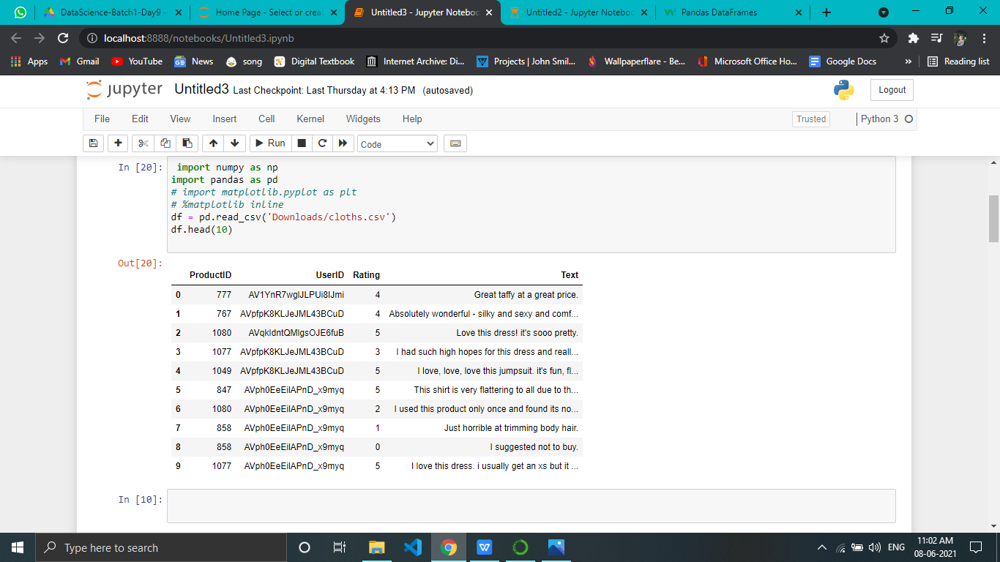 DataScience-Batch1-Day9 -
Home Page - Select or creat
Untitled3 - Jupyter Noteboo
Untitled2 - Jupyter Noteboo
Pandas DataFrames
localhost:8888/notebooks/Untitled3.ipynb
Apps
Gmail
YouTube
News
song
Digital Textbook
Internet Archive: Di...
Projects | John Smil...
Wallpaperflare - Be...
Microsoft Office Ho...
Google Docs
»
Reading list
jupyter Untitled3 Last Checkpoint: Last Thursday at 4:13 PM (autosaved)
Logout
File Edit View Insert Cell Kernel Widgets Help
Trusted
Python 3
Run
Code
In [20]:
import numpy as np
import pandas as pd
# import matplotlib.pyplot as plt
# %matplotlib inline
df = pd.read_csv('Downloads/cloths.csv')
df.head(10)
Out[20]:
ProductID UserID Rating Text
0 777 AV1YnR7wglJLPUi8IJmi 4 Great taffy at a great price.
1 767 AVpfpK8KLJeJML43BCuD 4 Absolutely wonderful - silky and sexy and comf...
2 1080 AVqkIdntQMlgsOJE6fuB 5 Love this dress! it's sooo pretty.
3 1077 AVpfpK8KLJeJML43BCuD 3 I had such high hopes for this dress and reall...
4 1049 AVpfpK8KLJeJML43BCuD 5 I love, love, love this jumpsuit. it's fun, fl...
5 847 AVph0EeEilAPnD_x9myq 5 This shirt is very flattering to all due to th...
6 1080 AVph0EeEilAPnD_x9myq 2 I used this product only once and found its no...
7 858 AVph0EeEilAPnD_x9myq 1 Just horrible at trimming body hair.
8 858 AVph0EeEilAPnD_x9myq 0 I suggested not to buy.
9 1077 AVph0EeEilAPnD_x9myq 5 I love this dress. i usually get an xs but it ...
In [10]:
Type here to search
ENG
11:02 AM
08-06-2021